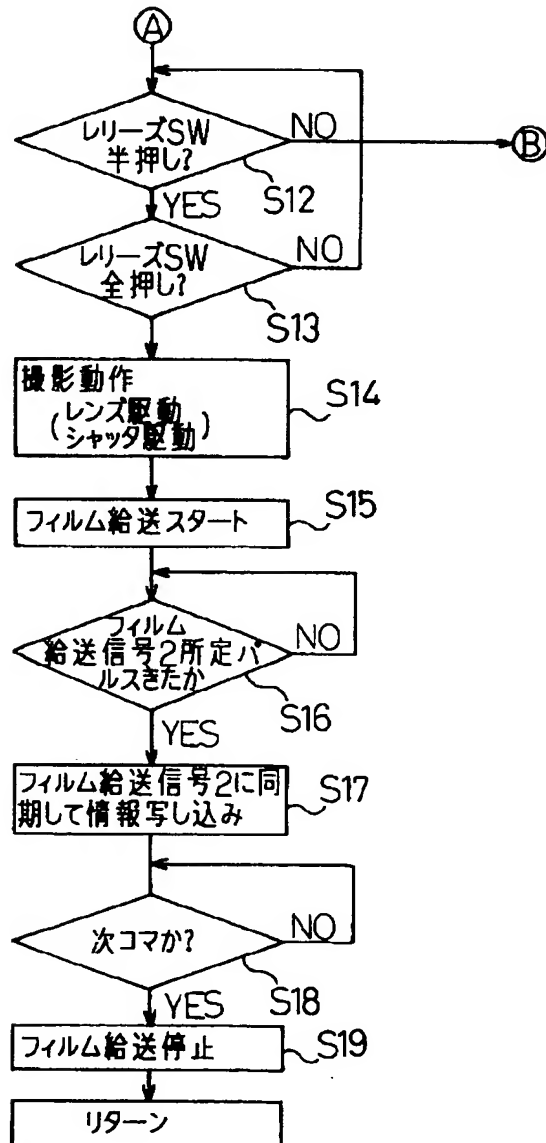 A
レリーズSW
半押し?
NO
B
S12
YES
レリーズSW
全押し?
NO
S13
撮影動作
(レンズ駆動
シャッタ駆動)
S14
フィルム給送スタート
S15
フィルム
給送信号2所定パ
ルスきたか
NO
S16
YES
フィルム給送信号2に同
期して情報写し込み
S17
次コマか?
NO
S18
YES
フィルム給送停止
S19
リターン